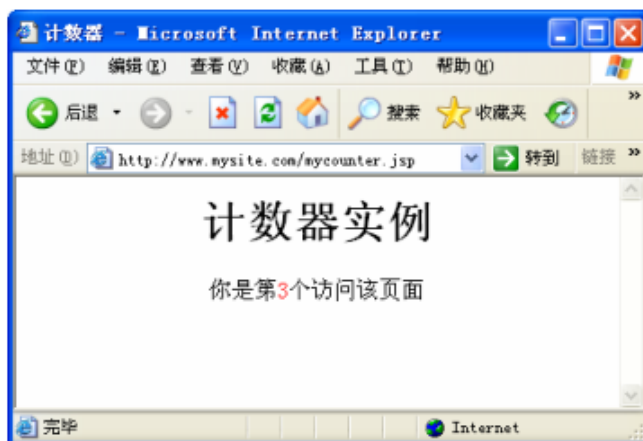 计数器 - Microsoft Internet Explorer
文件(F) 编辑(E) 查看(V) 收藏(A) 工具(T) 帮助(H)
后退 搜索 收藏夹 »
地址(D) http://www.mysite.com/mycounter.jsp 转到 链接 »
计数器实例
你是第3个访问该页面
完毕 Internet